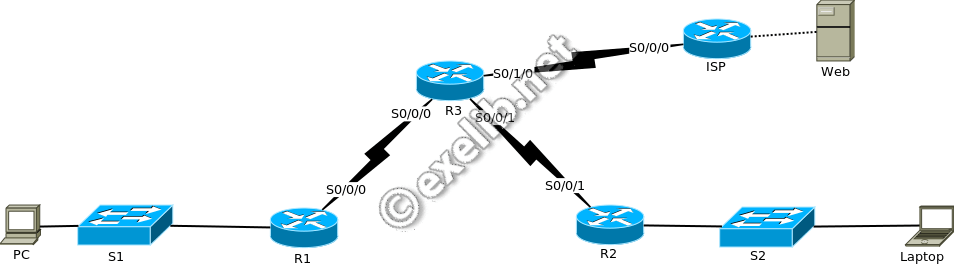 S0/0/0
ISP
Web
S0/1/0
R3
S0/0/0
S0/0/1
S0/0/0
S0/0/1
PC
S1
R1
R2
S2
Laptop
© exelib.net